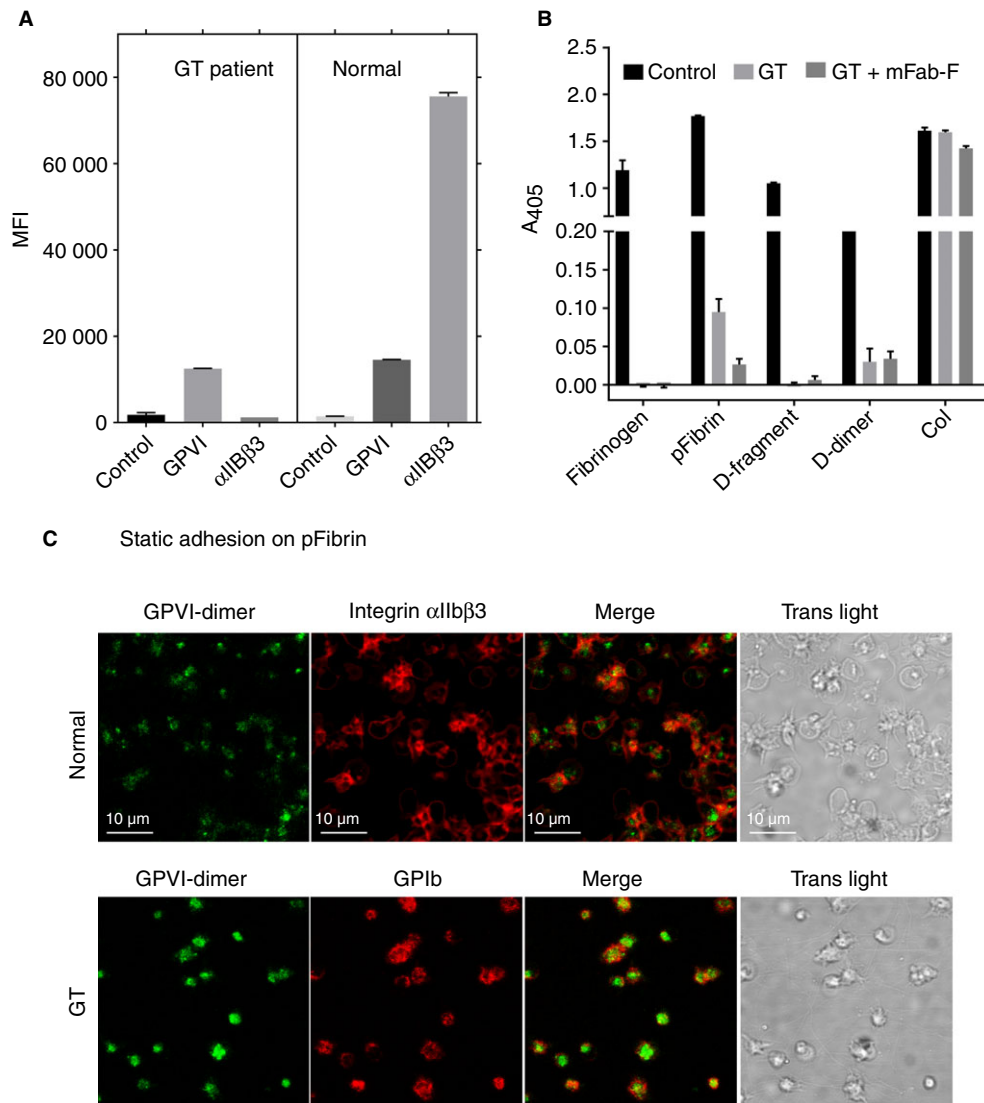 A
GT patient
Normal
80 000
60 000
40 000
20 000
0
MFI
Control
GPVI
αIIBβ3
Control
GPVI
αIIBβ3
B
Control
GT
GT + mFab-F
2.5
2.0
1.5
1.0
0.20
0.15
0.10
0.05
0.00
A405
Fibrinogen
pFibrin
D-fragment
D-dimer
Col
C
Static adhesion on pFibrin
GPVI-dimer
Integrin αIIbβ3
Merge
Trans light
Normal
10 µm
10 µm
10 µm
10 µm
GPVI-dimer
GPIb
Merge
Trans light
GT